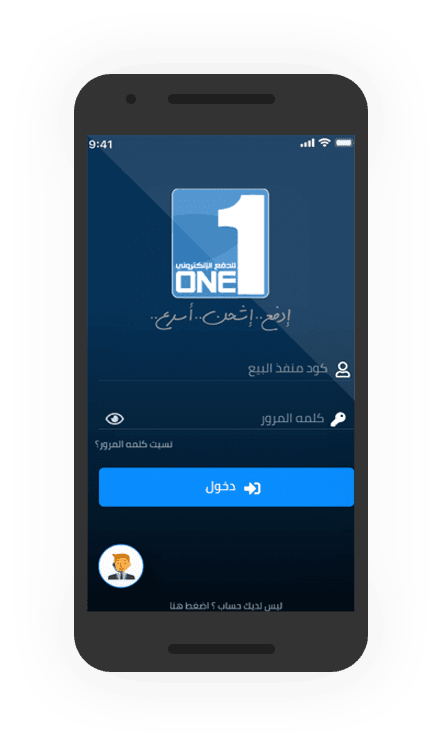 9:41
1
للدفع الإلكتروني
ONE
إدفع..إشحن..أسرع..
كود منفذ البيع
كلمه المرور
نسيت كلمه المرور؟
دخول
ليس لديك حساب ؟ اضغط هنا